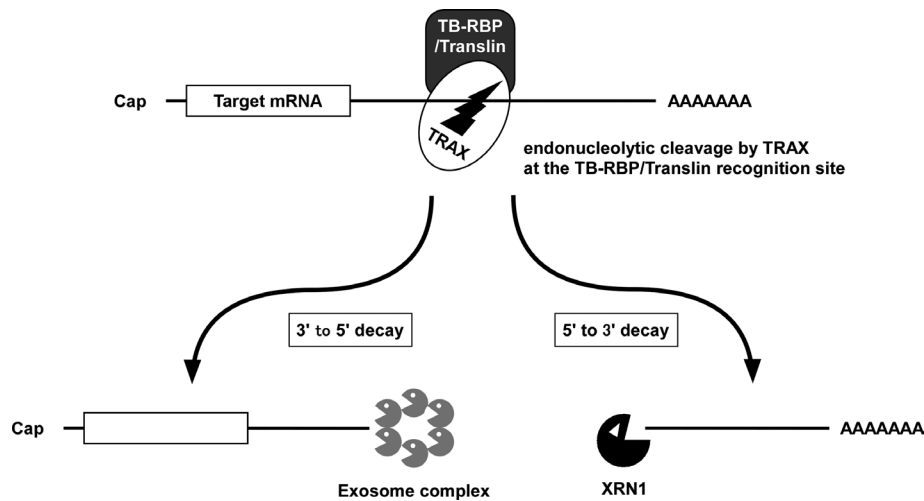 TB-RBP
/Translin
Cap
Target mRNA
AAAAAAA
TRAX
endonucleolytic cleavage by TRAX
at the TB-RBP/Translin recognition site
3' to 5' decay
5' to 3' decay
Cap
AAAAAAA
Exosome complex
XRN1